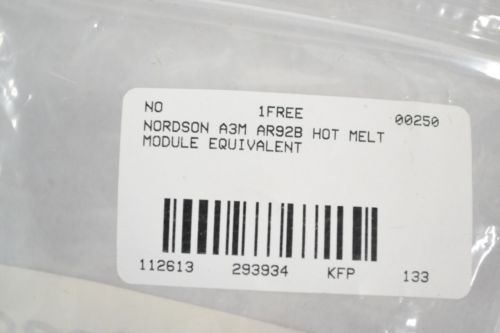 NO 1FREE 00250
NORDSON A3M AR92B HOT MELT
MODULE EQUIVALENT
112613 293934 KFP 133